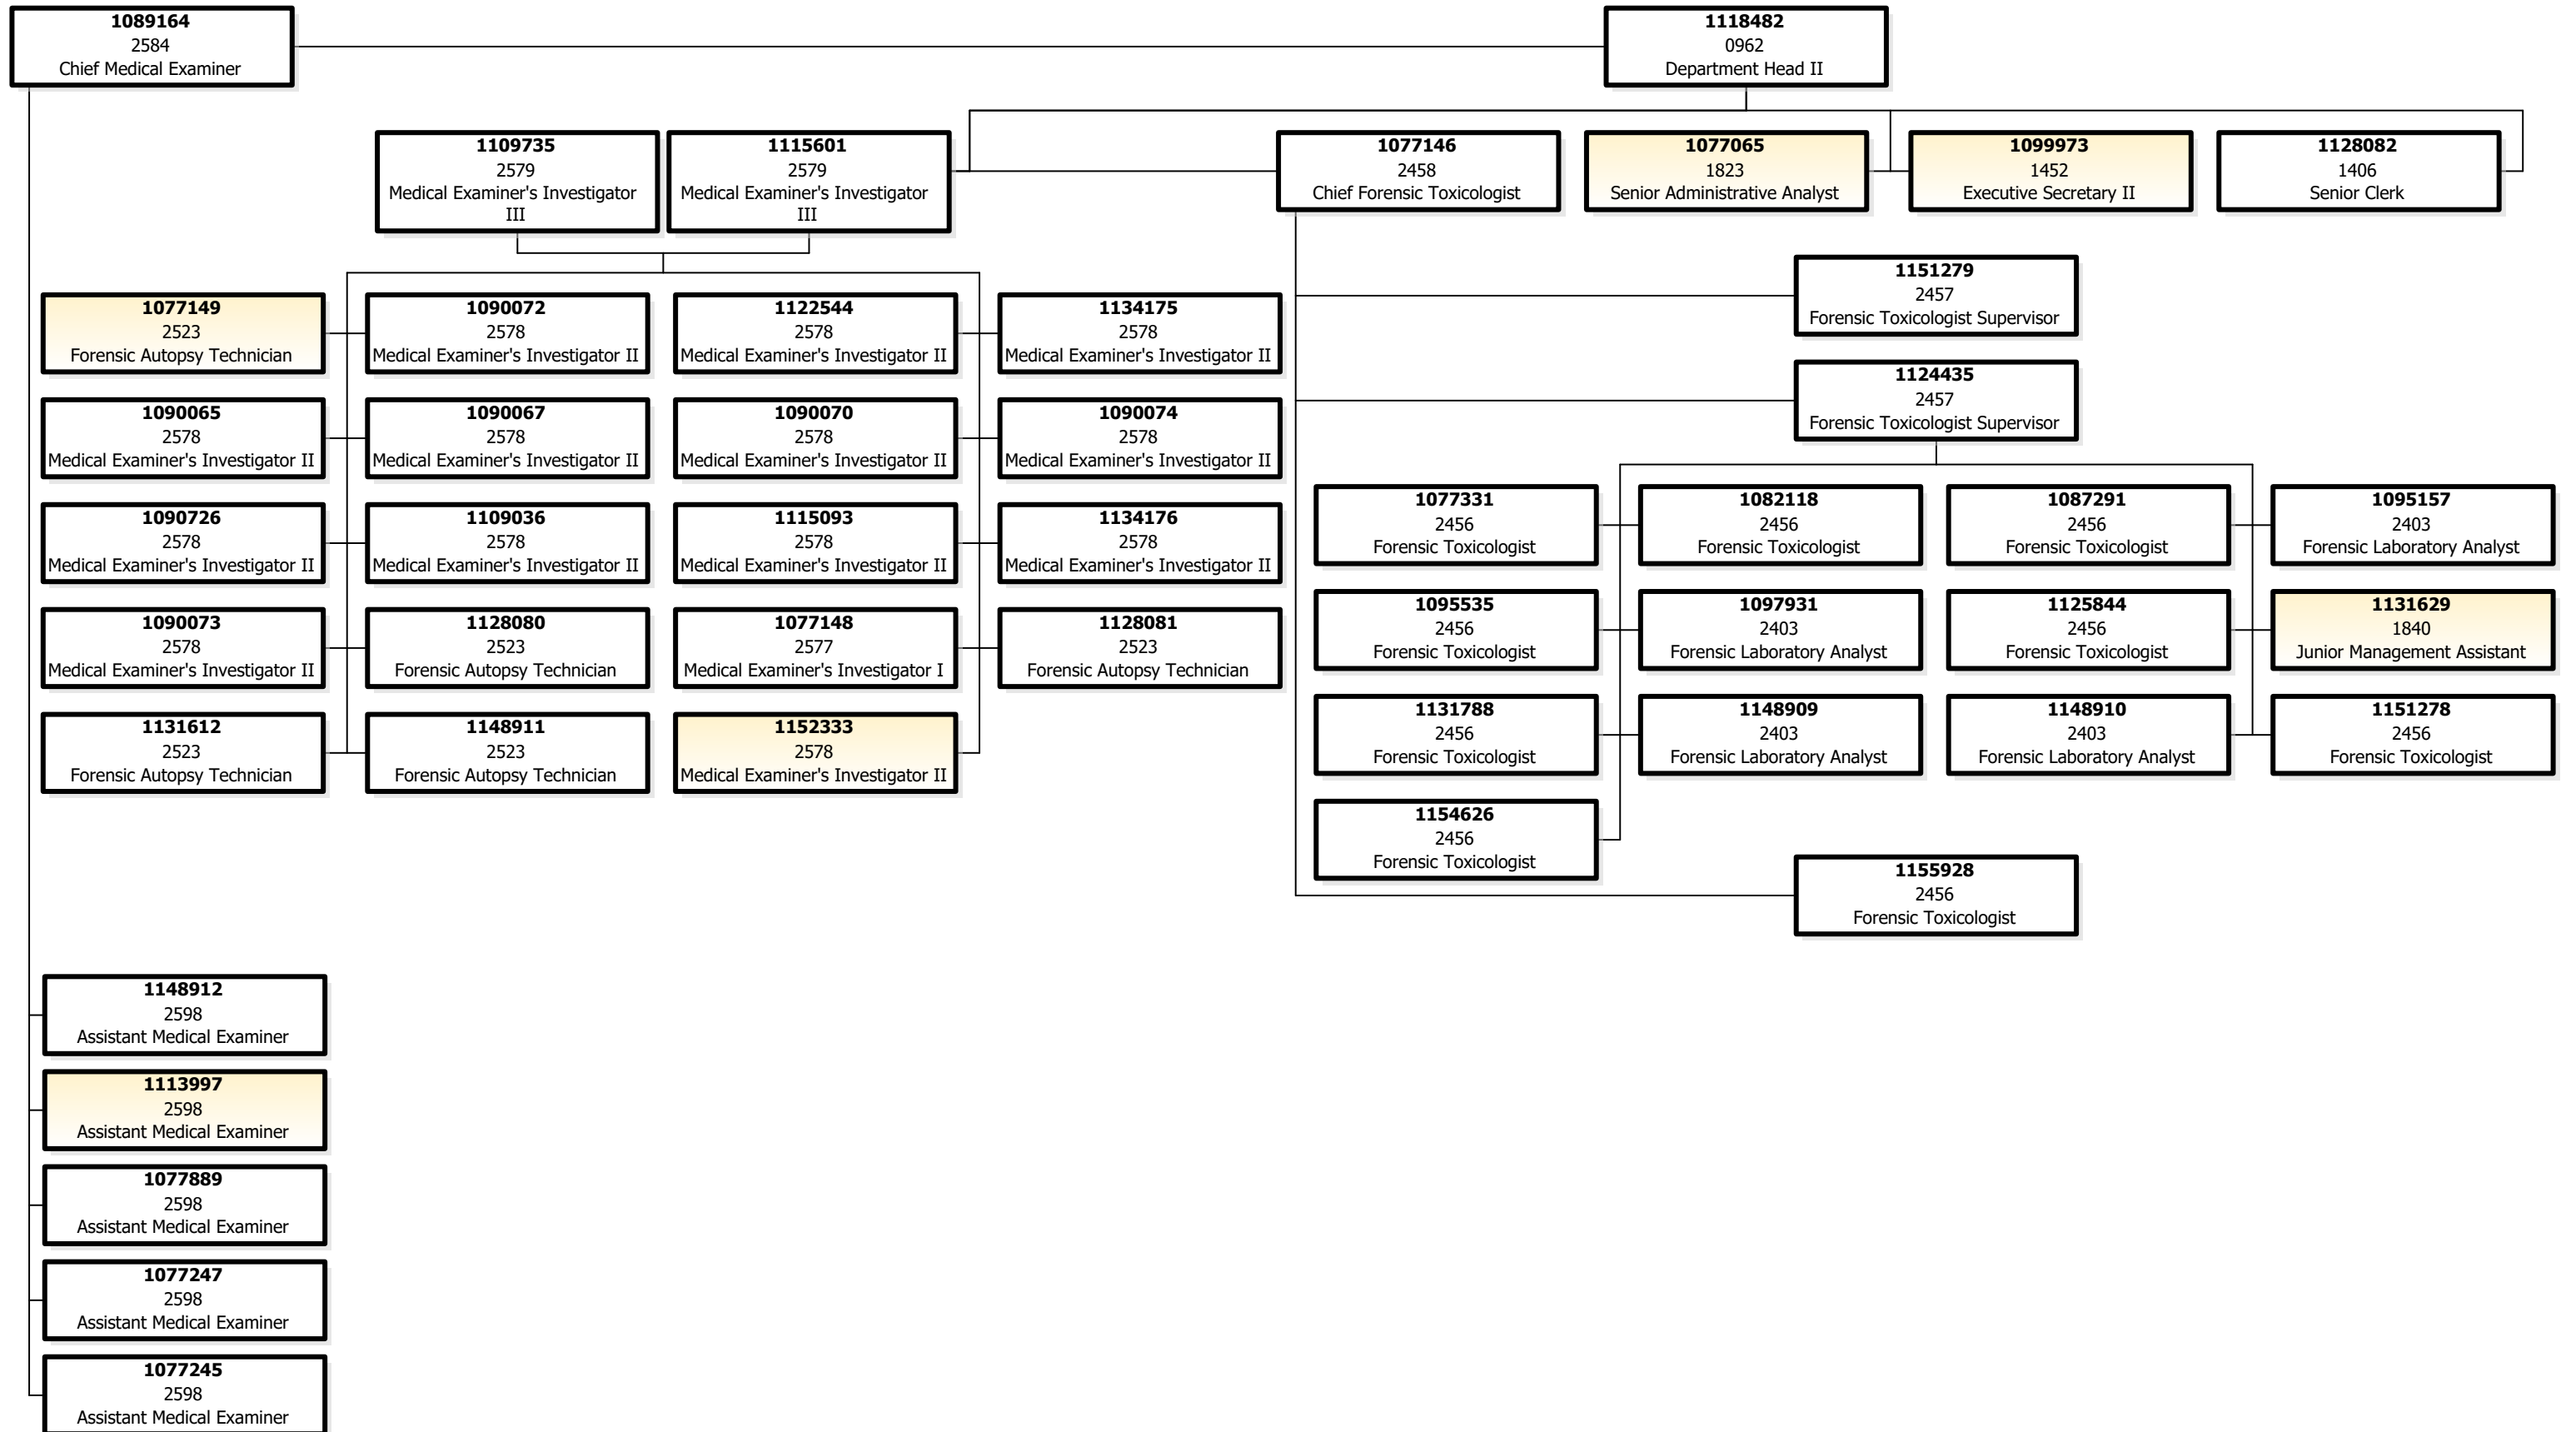 1089164
2584
Chief Medical Examiner
1118482
0962
Department Head II
1109735
2579
Medical Examiner's Investigator
III
1115601
2579
Medical Examiner's Investigator
III
1077146
2458
Chief Forensic Toxicologist
1077065
1823
Senior Administrative Analyst
1099973
1452
Executive Secretary II
1128082
1406
Senior Clerk
1077149
2523
Forensic Autopsy Technician
1090072
2578
Medical Examiner's Investigator II
1122544
2578
Medical Examiner's Investigator II
1134175
2578
Medical Examiner's Investigator II
1090065
2578
Medical Examiner's Investigator II
1090067
2578
Medical Examiner's Investigator II
1090070
2578
Medical Examiner's Investigator II
1090074
2578
Medical Examiner's Investigator II
1090726
2578
Medical Examiner's Investigator II
1109036
2578
Medical Examiner's Investigator II
1115093
2578
Medical Examiner's Investigator II
1134176
2578
Medical Examiner's Investigator II
1090073
2578
Medical Examiner's Investigator II
1128080
2523
Forensic Autopsy Technician
1077148
2577
Medical Examiner's Investigator I
1128081
2523
Forensic Autopsy Technician
1131612
2523
Forensic Autopsy Technician
1148911
2523
Forensic Autopsy Technician
1152333
2578
Medical Examiner's Investigator II
1151279
2457
Forensic Toxicologist Supervisor
1124435
2457
Forensic Toxicologist Supervisor
1077331
2456
Forensic Toxicologist
1082118
2456
Forensic Toxicologist
1087291
2456
Forensic Toxicologist
1095157
2403
Forensic Laboratory Analyst
1095535
2456
Forensic Toxicologist
1097931
2403
Forensic Laboratory Analyst
1125844
2456
Forensic Toxicologist
1131629
1840
Junior Management Assistant
1131788
2456
Forensic Toxicologist
1148909
2403
Forensic Laboratory Analyst
1148910
2403
Forensic Laboratory Analyst
1151278
2456
Forensic Toxicologist
1154626
2456
Forensic Toxicologist
1155928
2456
Forensic Toxicologist
1148912
2598
Assistant Medical Examiner
1113997
2598
Assistant Medical Examiner
1077889
2598
Assistant Medical Examiner
1077247
2598
Assistant Medical Examiner
1077245
2598
Assistant Medical Examiner